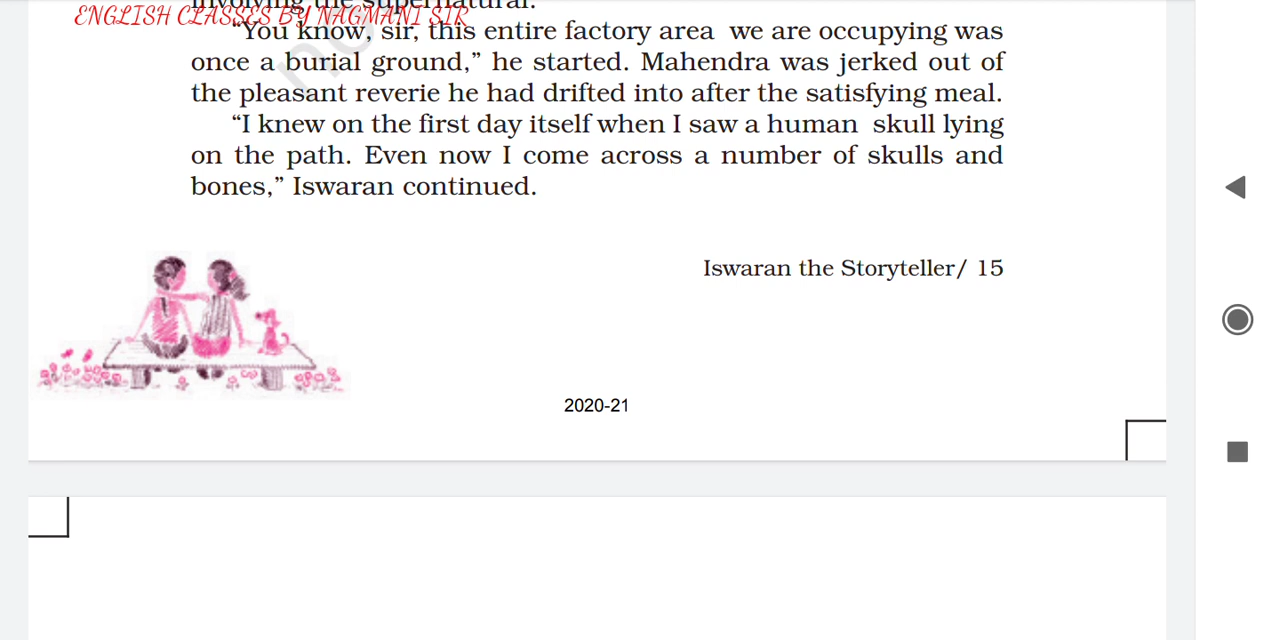 involving the supernatural.
ENGLISH CLASSES BY NAGMANI SIR
“You know, sir, this entire factory area we are occupying was
once a burial ground,” he started. Mahendra was jerked out of
the pleasant reverie he had drifted into after the satisfying meal.
“I knew on the first day itself when I saw a human skull lying
on the path. Even now I come across a number of skulls and
bones,” Iswaran continued.
Iswaran the Storyteller/ 15
2020-21